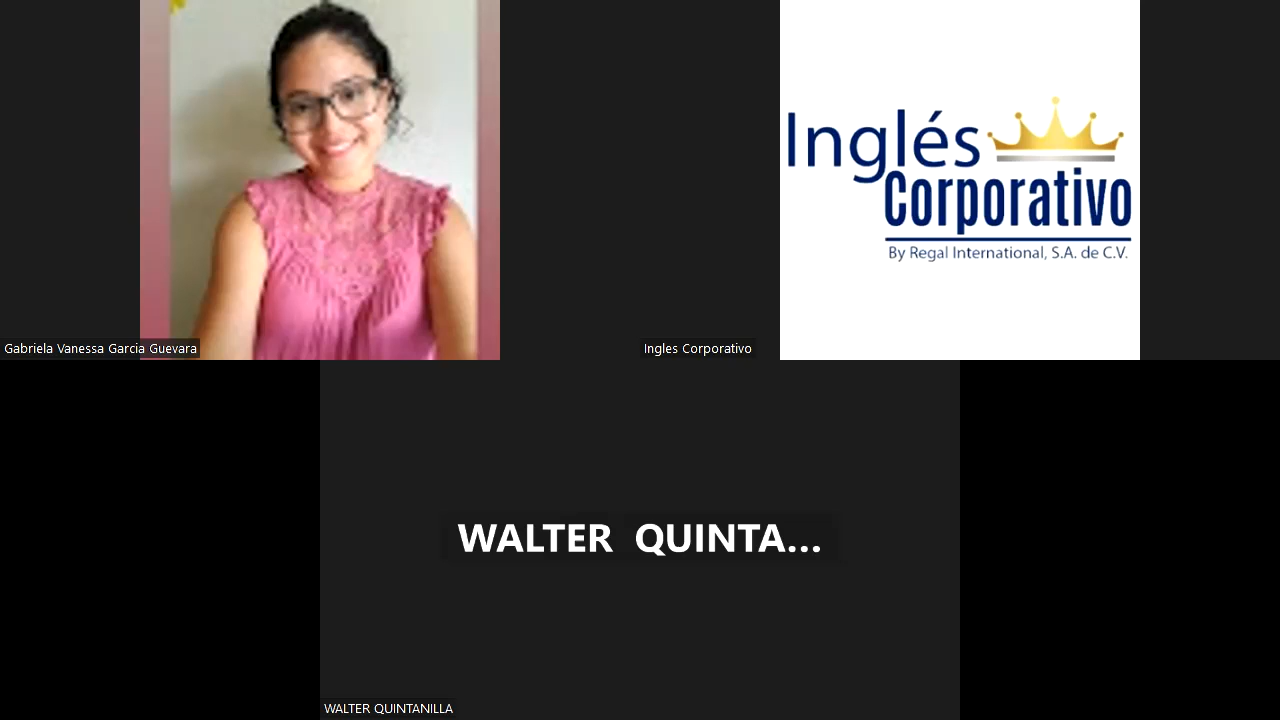 Inglés
Corporativo
By Regal International, S.A. de C.V.
Gabriela Vanessa Garcia Guevara
Ingles Corporativo
WALTER QUINTA...
WALTER QUINTANILLA